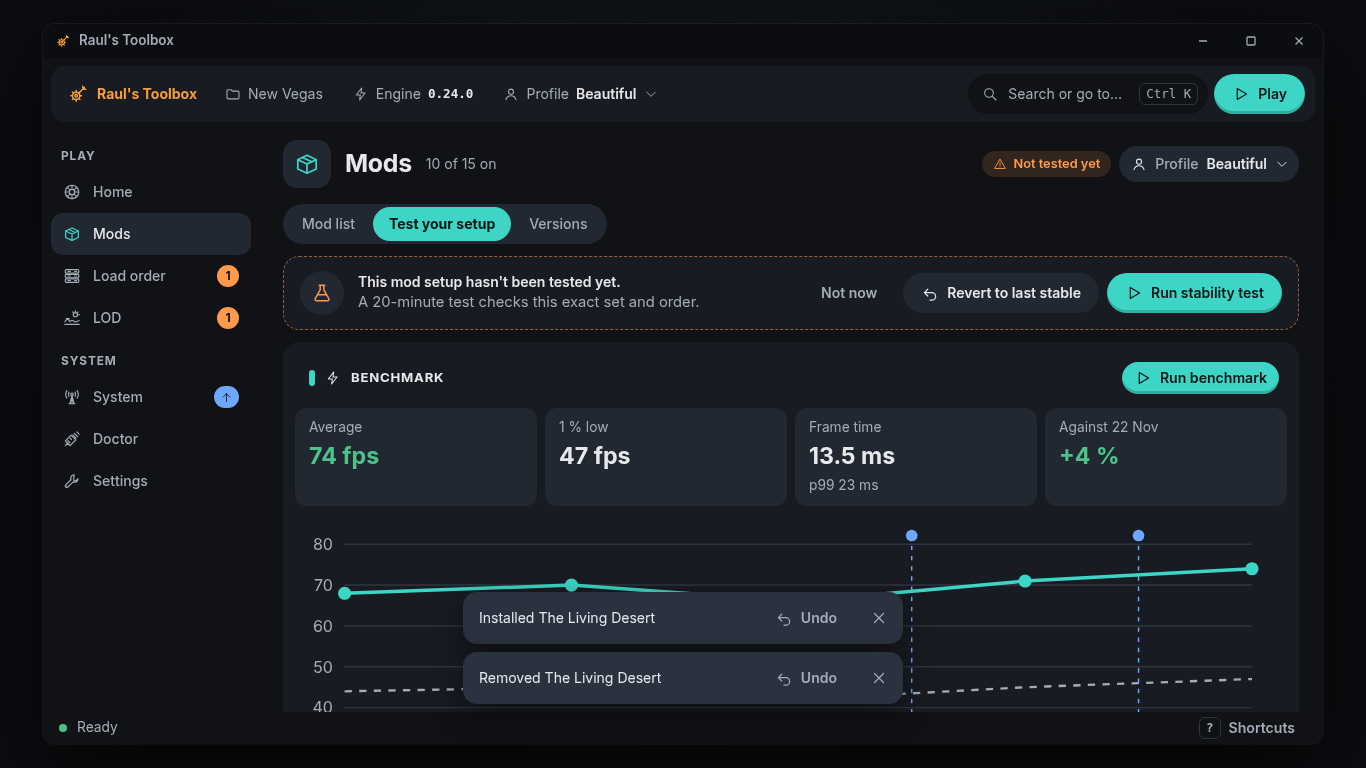 Raul's Toolbox
Raul's Toolbox New Vegas Engine 0.24.0 Profile Beautiful Search or go to... Ctrl K Play
PLAY
Home
Mods
Load order 1
LOD 1
SYSTEM
System
Doctor
Settings
Mods 10 of 15 on Not tested yet Profile Beautiful
Mod list Test your setup Versions
This mod setup hasn't been tested yet.
A 20-minute test checks this exact set and order.
Not now Revert to last stable Run stability test
BENCHMARK Run benchmark
Average
74 fps
1 % low
47 fps
Frame time
13.5 ms
p99 23 ms
Against 22 Nov
+4 %
80
70
60
50
40
Installed The Living Desert Undo
Removed The Living Desert Undo
Ready ? Shortcuts